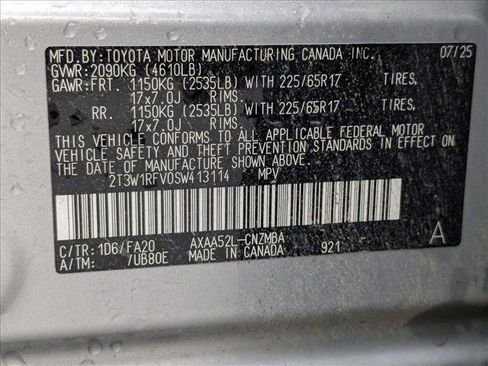 MFD.BY: TOYOTA MOTOR MANUFACTURING CANADA INC. 07/25
GVWR: 2090KG (4610LB)
GAWR: FRT. 1150KG (2535LB) WITH 225/65R17 TIRES,
17x7.0J RIMS.
RR. 1150KG (2535LB) WITH 225/65R17 TIRES,
17x7.0J RIMS.
THIS VEHICLE CONFORMS TO ALL APPLICABLE FEDERAL MOTOR
VEHICLE SAFETY AND THEFT PREVENTION STANDARDS IN EFFECT ON
THE DATE OF MANUFACTURE SHOWN ABOVE.
2T3W1RFV0SW413114 MPV
C/TR: 1D6/FA20 AXAA52L-CNZMBA A
A/TM: /UB80E MADE IN CANADA 921